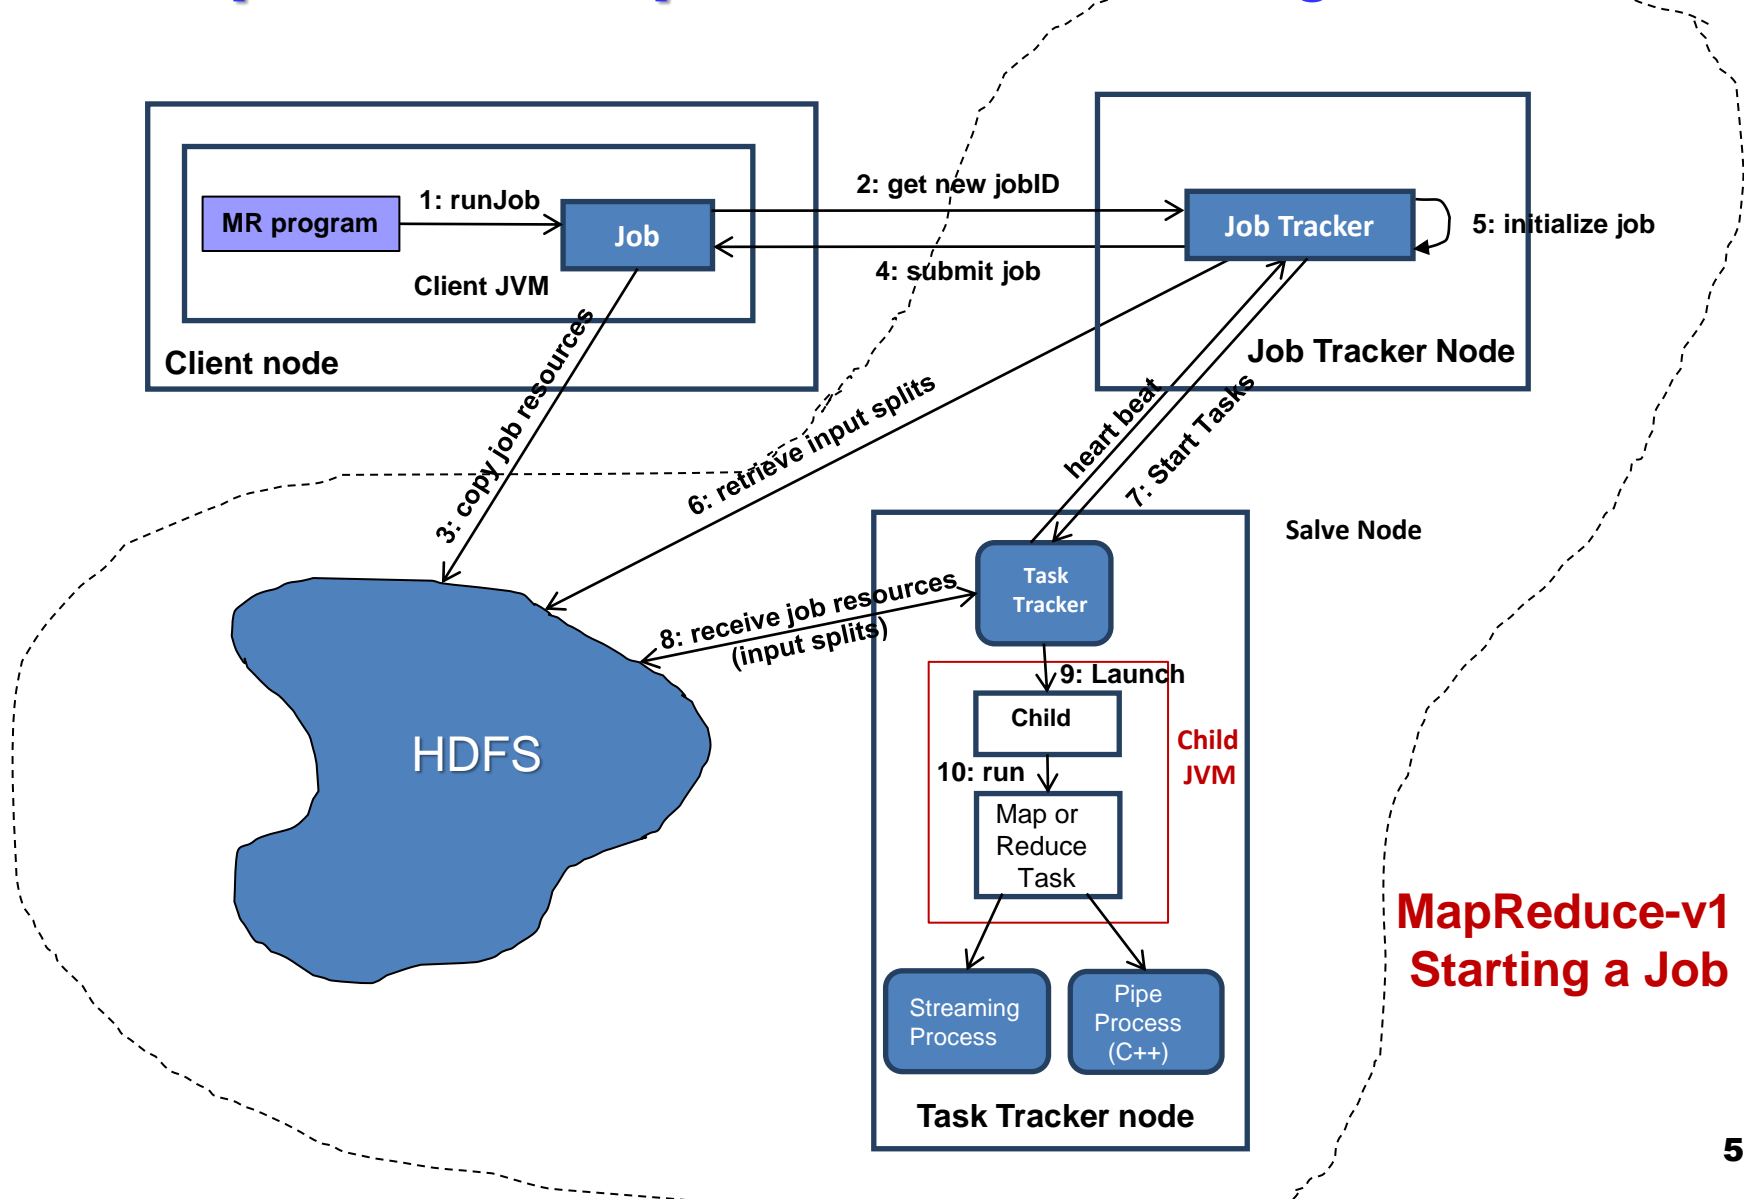 MR program
1: runJob
Job
Client JVM
Client node
2: get new jobID
4: submit job
Job Tracker
5: initialize job
Job Tracker Node
3: copy job resources
6: retrieve input splits
heart beat
7: Start Tasks
Salve Node
Task
Tracker
8: receive job resources
(input splits)
9: Launch
Child
Child
JVM
10: run
Map or
Reduce
Task
HDFS
Streaming
Process
Pipe
Process
(C++)
Task Tracker node
MapReduce-v1
Starting a Job
5